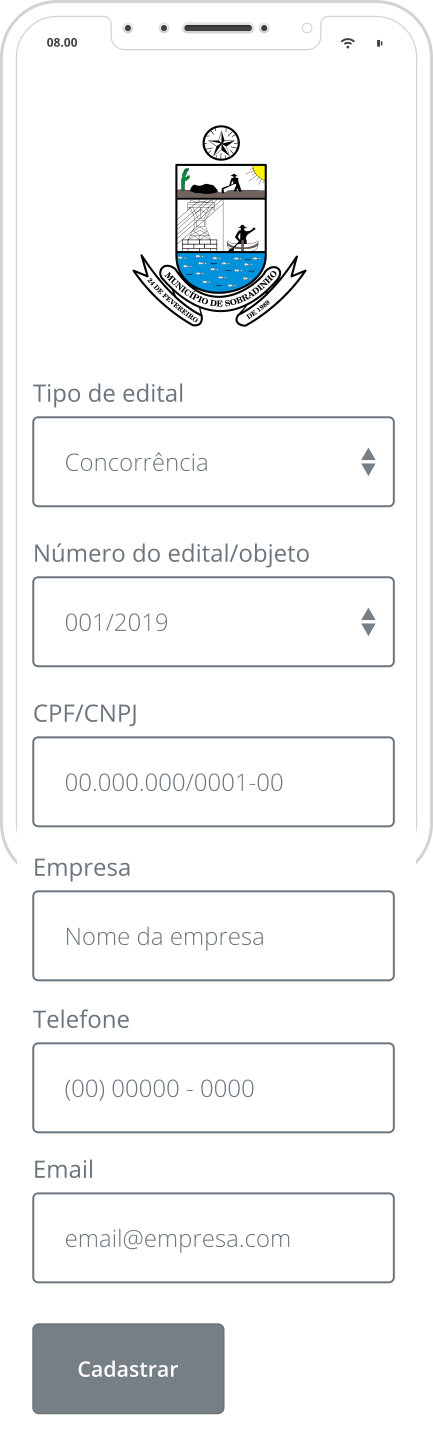 08.00
24 DE FEVEREIRO
MUNICÍPIO DE SOBRADINHO
DE 1989
Tipo de edital
Concorrência
Número do edital/objeto
001/2019
CPF/CNPJ
00.000.000/0001-00
Empresa
Nome da empresa
Telefone
(00) 00000 - 0000
Email
email@empresa.com
Cadastrar